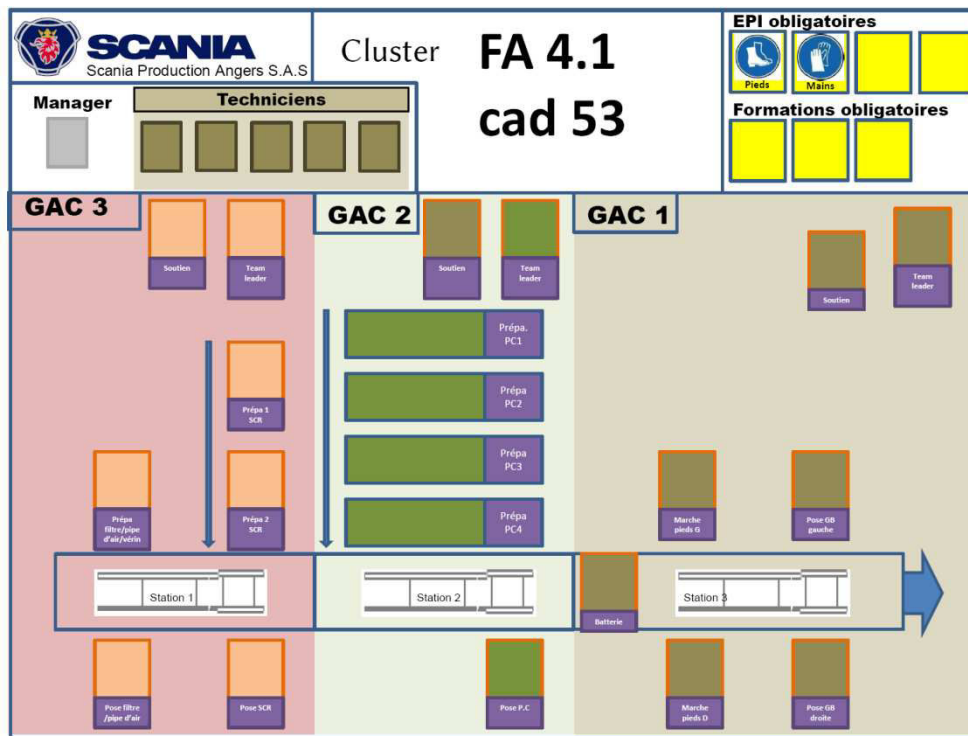 SCANIA
Scania Production Angers S.A.S
Cluster
FA 4.1
cad 53
EPI obligatoires
Pieds
Mains
Formations obligatoires
Manager
Techniciens
GAC 3
Soutien
Team
leader
Prépa 1
SCR
Prépa
filtre/pipe
d'air/vérin
Prépa 2
SCR
Station 1
Pose filtre
/pipe d'air
Pose SCR
GAC 2
Soutien
Team
leader
Prépa.
PC1
Prépa
PC2
Prépa
PC3
Prépa
PC4
Station 2
Pose P.C
GAC 1
Soutien
Team
leader
Marche
pieds G
Pose GB
gauche
Batterie
Station 3
Marche
pieds D
Pose GB
droite